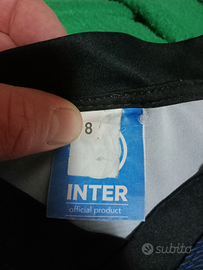 8
INTER
official product
subito